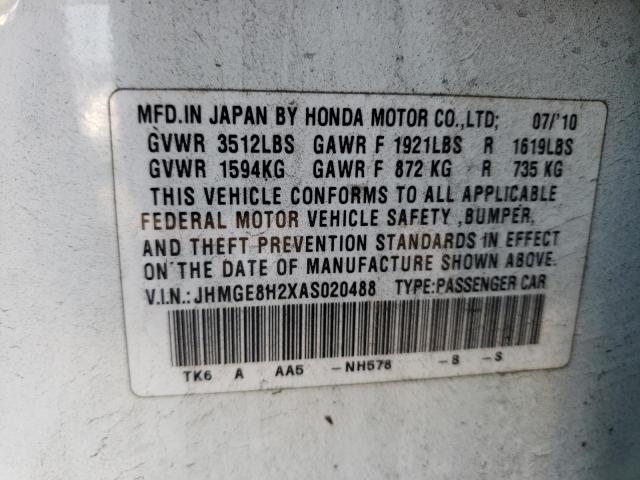 MFD.IN JAPAN BY HONDA MOTOR CO.,LTD; 07/'10
GVWR 3512LBS GAWR F 1921LBS R 1619LBS
GVWR 1594KG GAWR F 872 KG R 735 KG
THIS VEHICLE CONFORMS TO ALL APPLICABLE
FEDERAL MOTOR VEHICLE SAFETY ,BUMPER,
AND THEFT PREVENTION STANDARDS IN EFFECT
ON THE DATE OF MANUFACTURE SHOWN ABOVE.
V.I.N.: JHMGE8H2XAS020488 TYPE:PASSENGER CAR
TK6 A AA5 -NH578 -8 -S